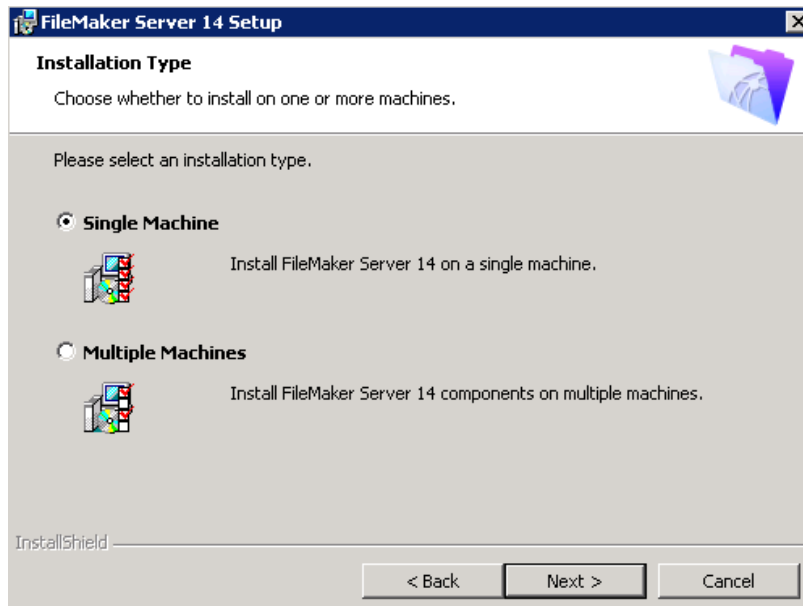 FileMaker Server 14 Setup
Installation Type
Choose whether to install on one or more machines.
Please select an installation type.
Single Machine
Install FileMaker Server 14 on a single machine.
Multiple Machines
Install FileMaker Server 14 components on multiple machines.
InstallShield
< Back
Next >
Cancel